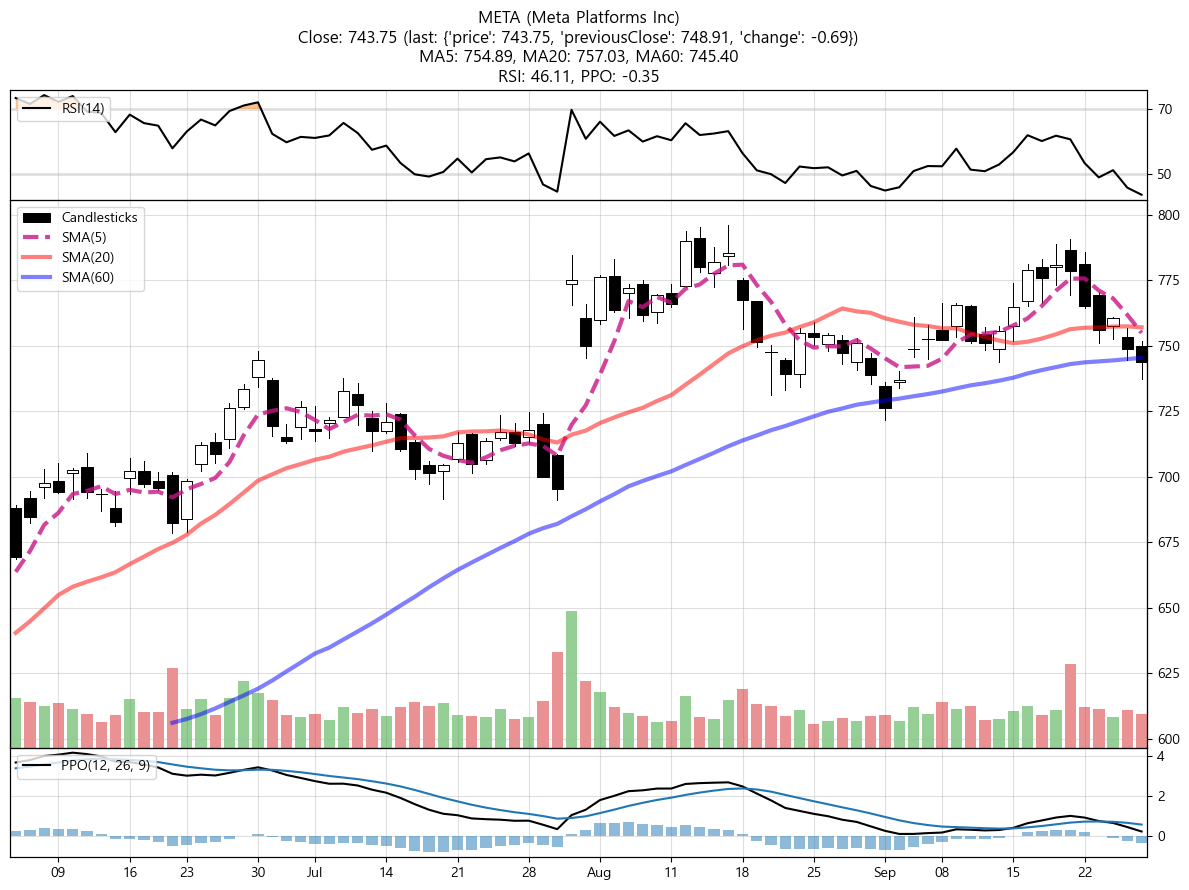 META (Meta Platforms Inc)
Close: 743.75 (last: {'price': 743.75, 'previousClose': 748.91, 'change': -0.69})
MA5: 754.89, MA20: 757.03, MA60: 745.40
RSI: 46.11, PPO: -0.35
RSI(14)
70
50
Candlesticks
SMA(5)
SMA(20)
SMA(60)
800
775
750
725
700
675
650
625
600
PPO(12, 26, 9)
4
2
0
09 16 23 30 Jul 14 21 28 Aug 11 18 25 Sep 08 15 22